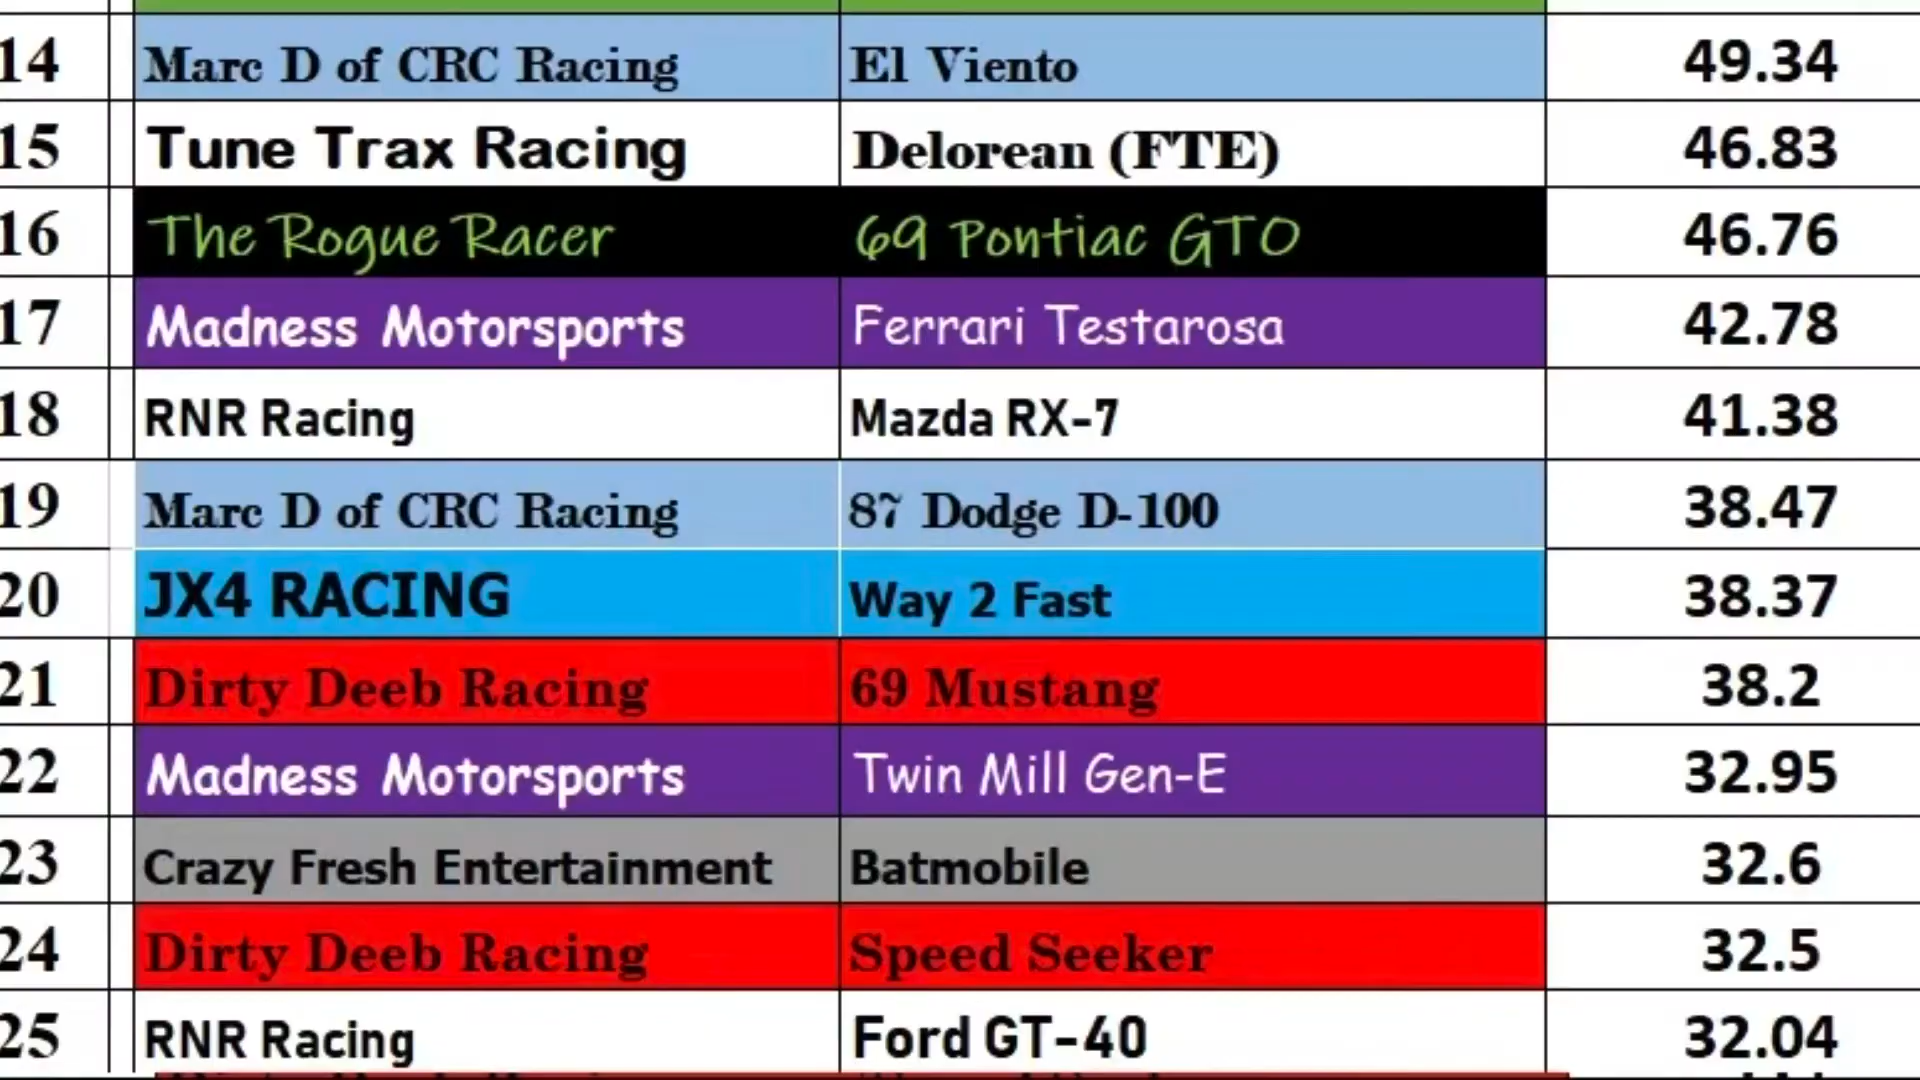 14 Marc D of CRC Racing El Viento 49.34
15 Tune Trax Racing Delorean (FTE) 46.83
16 The Rogue Racer 69 Pontiac GTO 46.76
17 Madness Motorsports Ferrari Testarosa 42.78
18 RNR Racing Mazda RX-7 41.38
19 Marc D of CRC Racing 87 Dodge D-100 38.47
20 JX4 RACING Way 2 Fast 38.37
21 Dirty Deeb Racing 69 Mustang 38.2
22 Madness Motorsports Twin Mill Gen-E 32.95
23 Crazy Fresh Entertainment Batmobile 32.6
24 Dirty Deeb Racing Speed Seeker 32.5
25 RNR Racing Ford GT-40 32.04